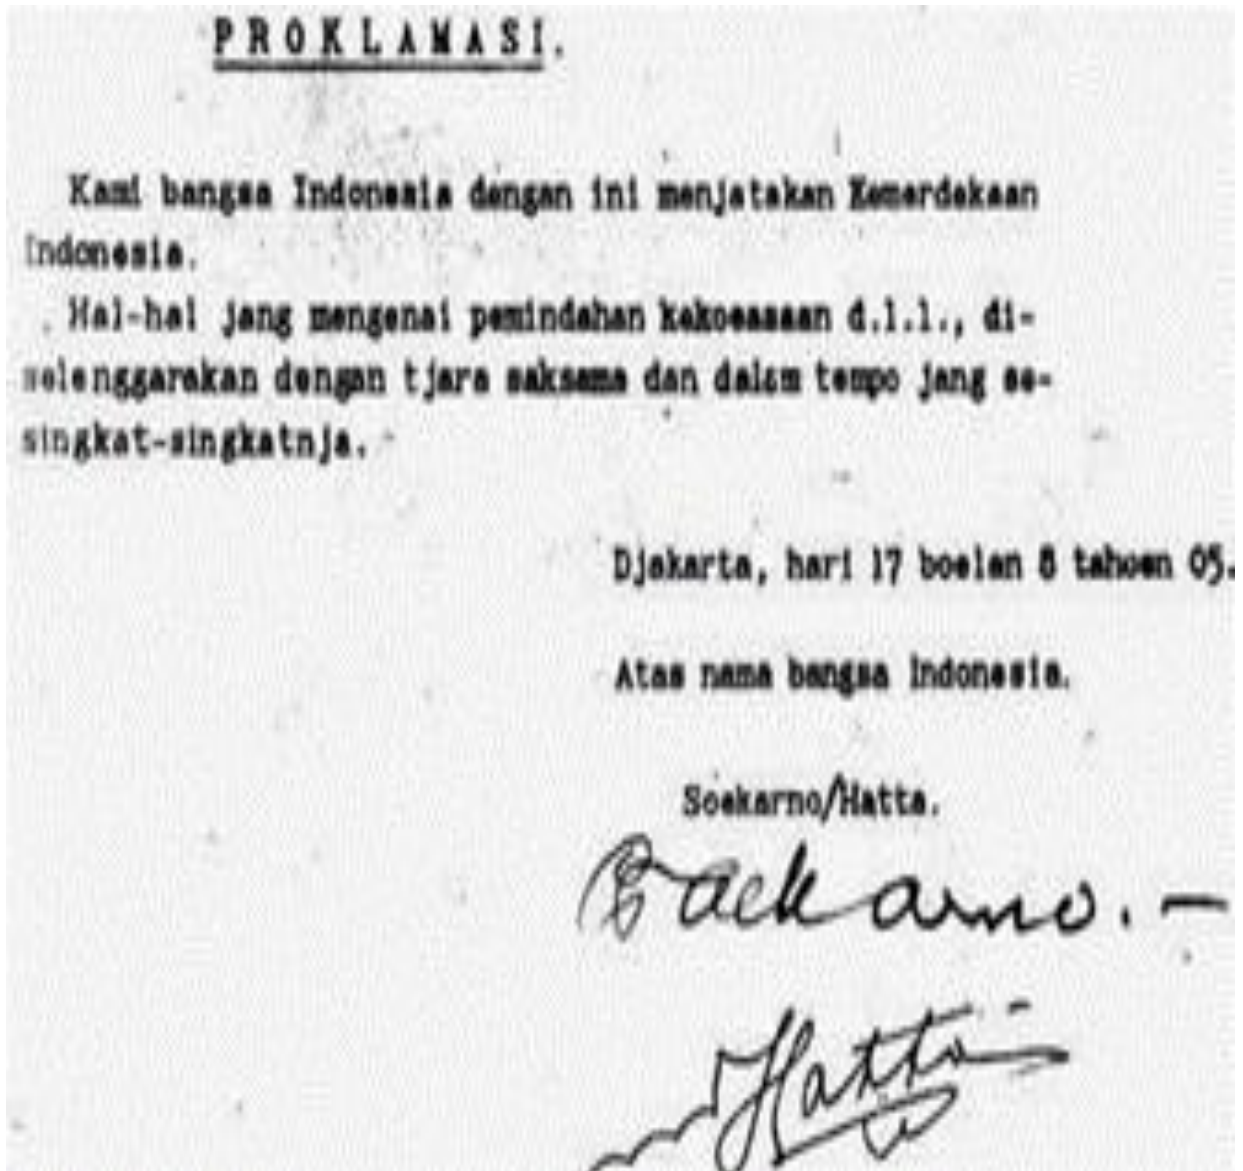 PROKLAMASI.
Kami bangsa Indonesia dengan ini menjatakan Kemerdekaan
Indonesia.
Hal-hal jang mengenai pemindahan kekoeasaan d.l.l., di-
selenggarakan dengan tjara saksama dan dalam tempo jang se-
singkat-singkatnja.
Djakarta, hari 17 boelan 8 tahoen 05.
Atas nama bangsa Indonesia.
Soekarno/Hatta.
Soekarno.-
Hatta